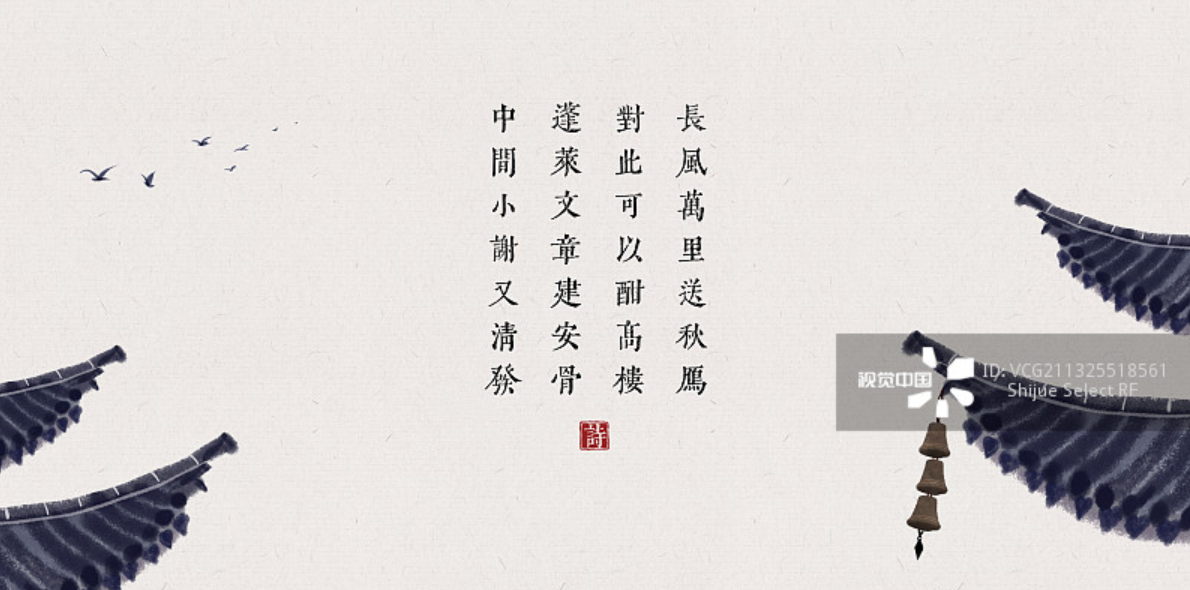 長風萬里送秋鴈
對此可以酣高樓
蓬萊文章建安骨
中間小謝又清發
詩
視觉中国
ID: VCG211325518561
Shijue Select RF